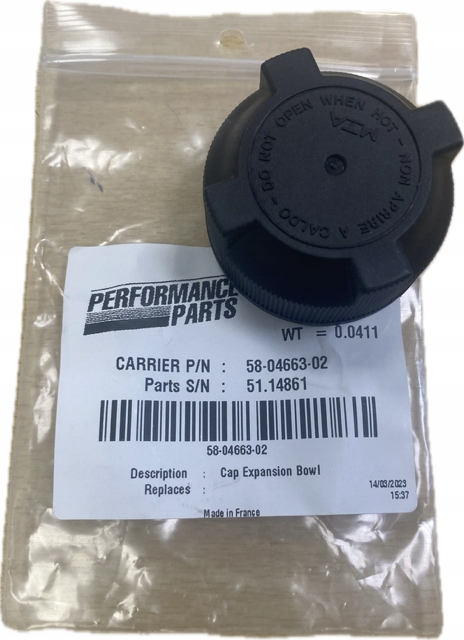 DO NOT OPEN WHEN HOT - NON APRIRE A CALDO -
MTA
PERFORMANCE
PARTS
WT = 0.0411
CARRIER P/N : 58-04663-02
Parts S/N : 51.14861
58-04663-02
Description : Cap Expansion Bowl
Replaces :
14/03/2023
15:37
Made in France